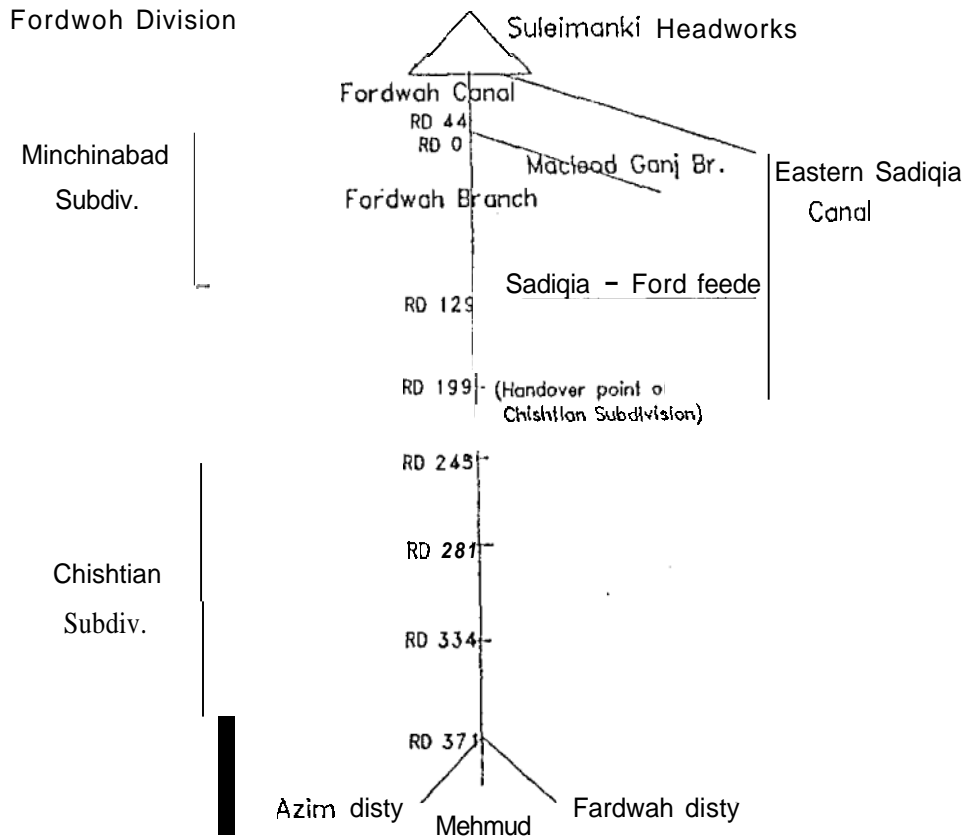 Fordwoh Division
Suleimanki Headworks
Fordwah Canal
RD 44
RD 0
Minchinabad
Subdiv.
Macleod Ganj Br.
Eastern Sadiqia
Canal
Fordwah Branch
Sadiqia - Ford feede
RD 129
RD 199 (Handover point o
Chishtian Subdivision)
RD 245
RD 281
Chishtian
Subdiv.
RD 334
RD 371
Azim disty
Mehmud
Fardwah disty